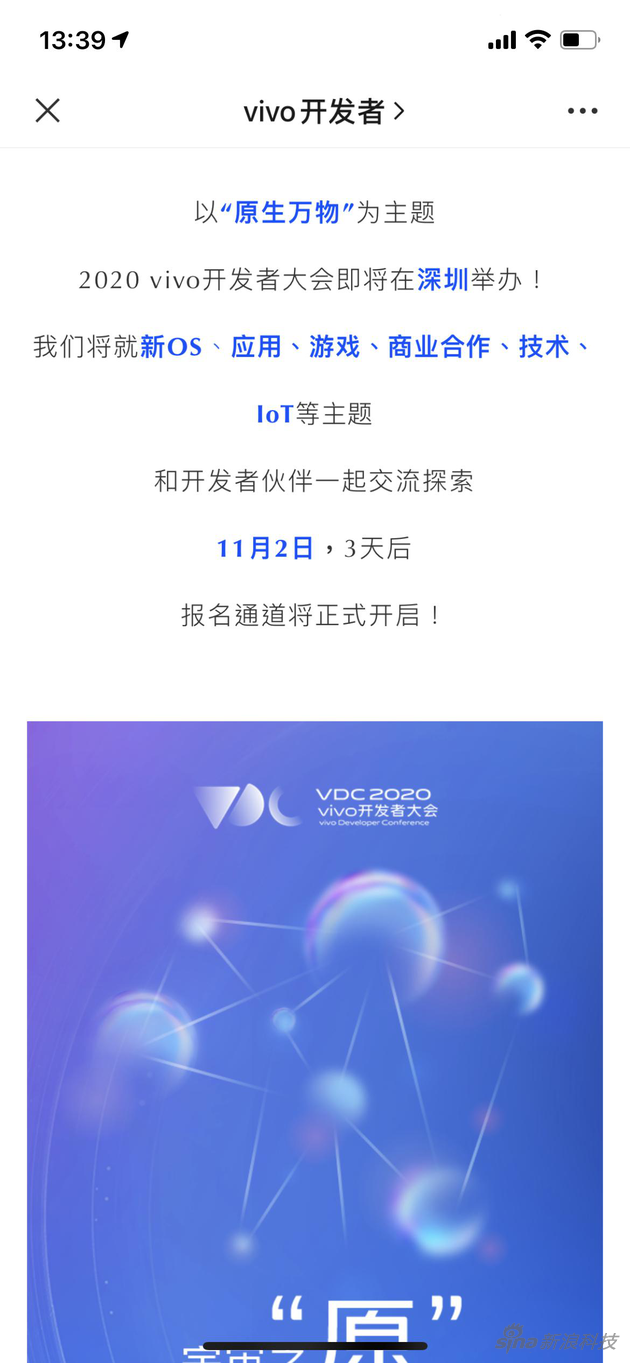 13:39
vivo开发者
以“原生万物”为主题
2020 vivo开发者大会即将在深圳举办！
我们将就新OS、应用、游戏、商业合作、技术、
IoT等主题
和开发者伙伴一起交流探索
11月2日，3天后
报名通道将正式开启！
VDC 2020
vivo开发者大会
vivo Developer Conference
“原”
sina 新浪科技